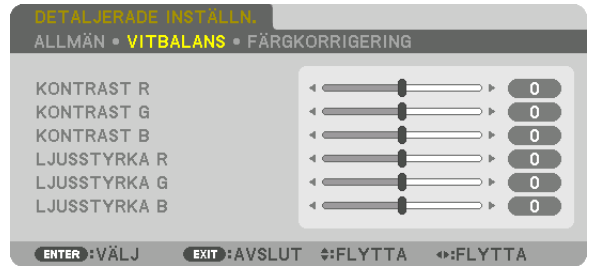 DETALJERADE INSTÄLLN.
ALLMÄN • VITBALANS • FÄRGKORRIGERING
KONTRAST R 0
KONTRAST G 0
KONTRAST B 0
LJUSSTYRKA R 0
LJUSSTYRKA G 0
LJUSSTYRKA B 0
ENTER :VÄLJ EXIT :AVSLUT :FLYTTA :FLYTTA